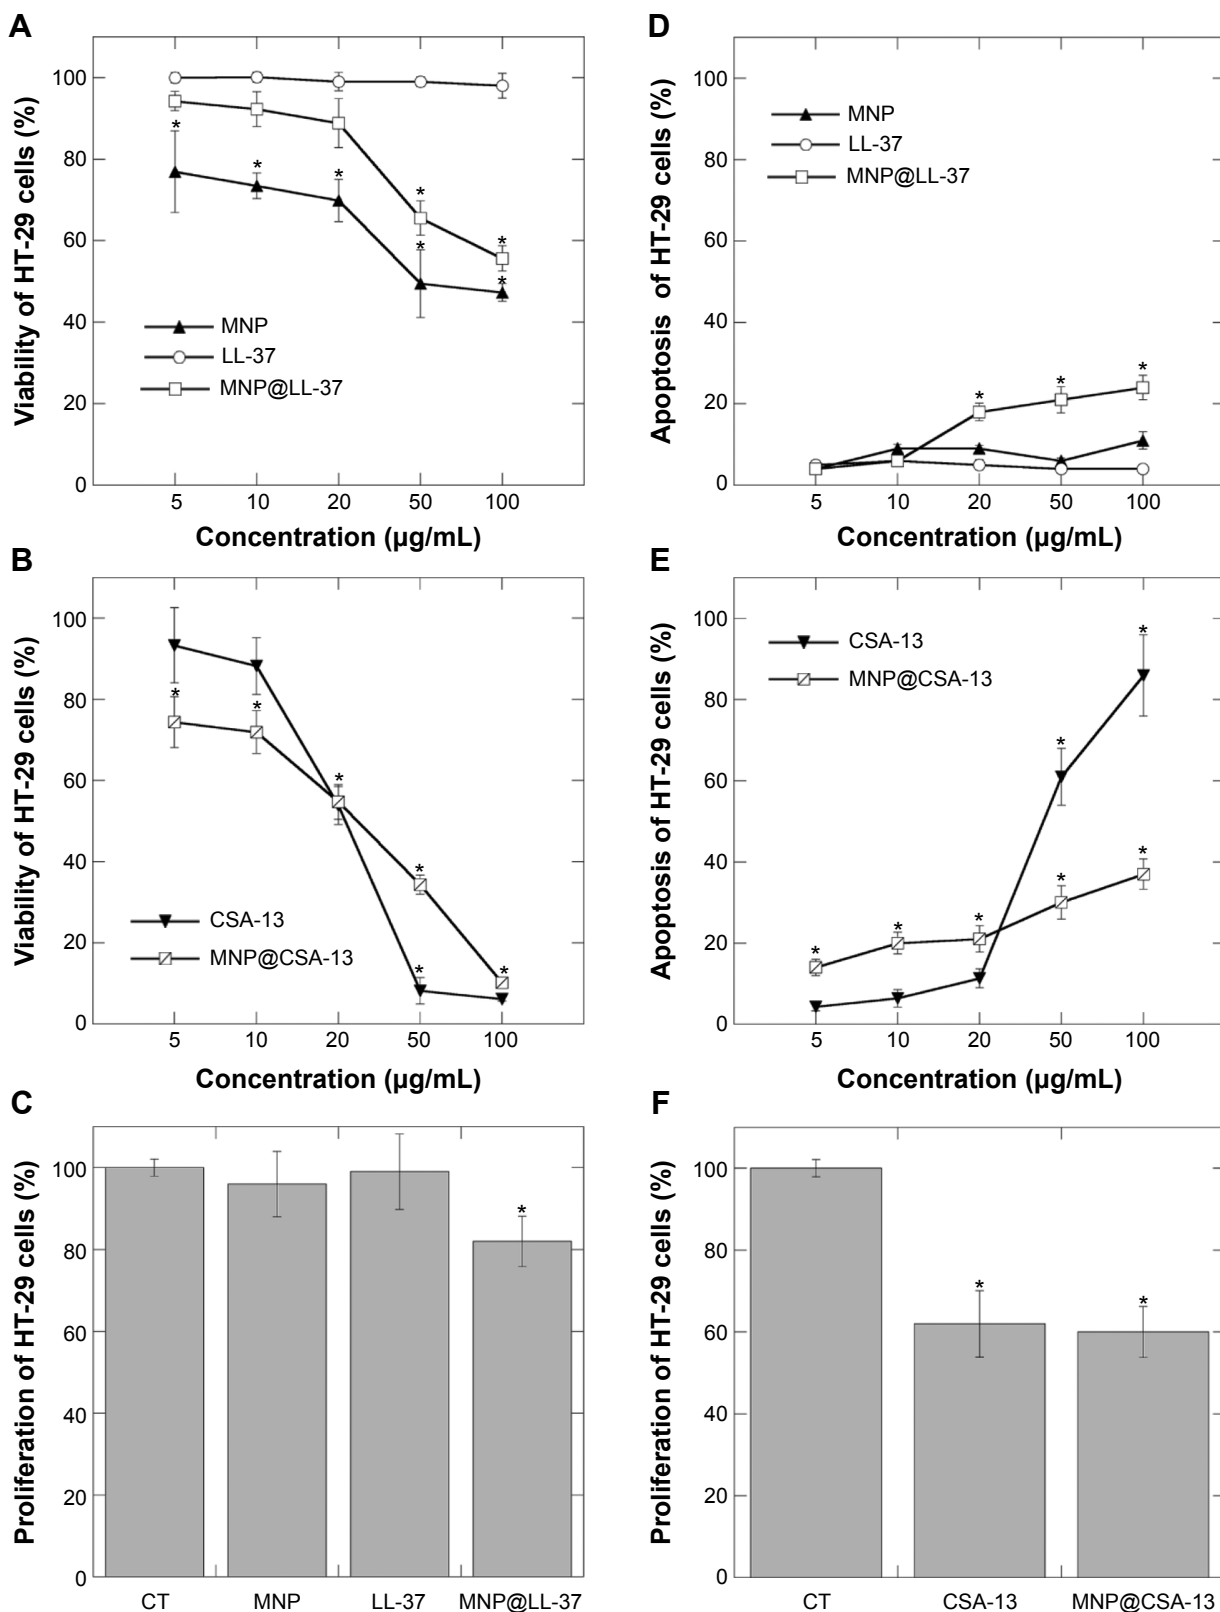 A
Viability of HT-29 cells (%)
100
80
60
40
20
0
* * * * * * *
MNP
LL-37
MNP@LL-37
5 10 20 50 100
Concentration (µg/mL)
D
Apoptosis of HT-29 cells (%)
100
80
60
40
20
0
MNP
LL-37
MNP@LL-37
* * *
5 10 20 50 100
Concentration (µg/mL)
B
Viability of HT-29 cells (%)
100
80
60
40
20
0
* * * * * *
CSA-13
MNP@CSA-13
5 10 20 50 100
Concentration (µg/mL)
E
Apoptosis of HT-29 cells (%)
100
80
60
40
20
0
CSA-13
MNP@CSA-13
* * * * * * *
5 10 20 50 100
Concentration (µg/mL)
C
Proliferation of HT-29 cells (%)
100
80
60
40
20
0
*
CT MNP LL-37 MNP@LL-37
F
Proliferation of HT-29 cells (%)
100
80
60
40
20
0
* *
CT CSA-13 MNP@CSA-13